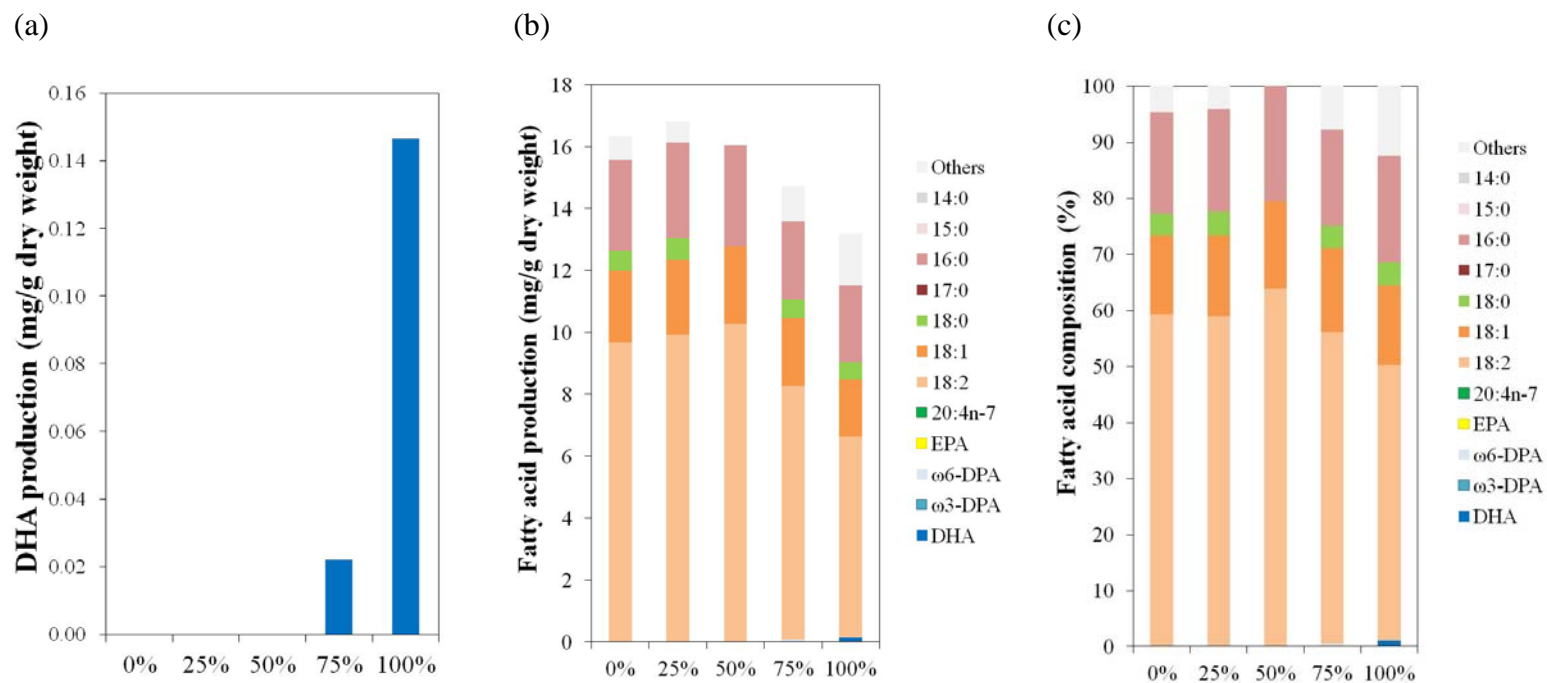 (a)
(b)
(c)
DHA production (mg/g dry weight)
0.16
0.14
0.12
0.10
0.08
0.06
0.04
0.02
0.00
0% 25% 50% 75% 100%
Fatty acid production (mg/g dry weight)
18
16
14
12
10
8
6
4
2
0
0% 25% 50% 75% 100%
Others
14:0
15:0
16:0
17:0
18:0
18:1
18:2
20:4n-7
EPA
ω6-DPA
ω3-DPA
DHA
Fatty acid composition (%)
100
90
80
70
60
50
40
30
20
10
0
0% 25% 50% 75% 100%
Others
14:0
15:0
16:0
17:0
18:0
18:1
18:2
20:4n-7
EPA
ω6-DPA
ω3-DPA
DHA